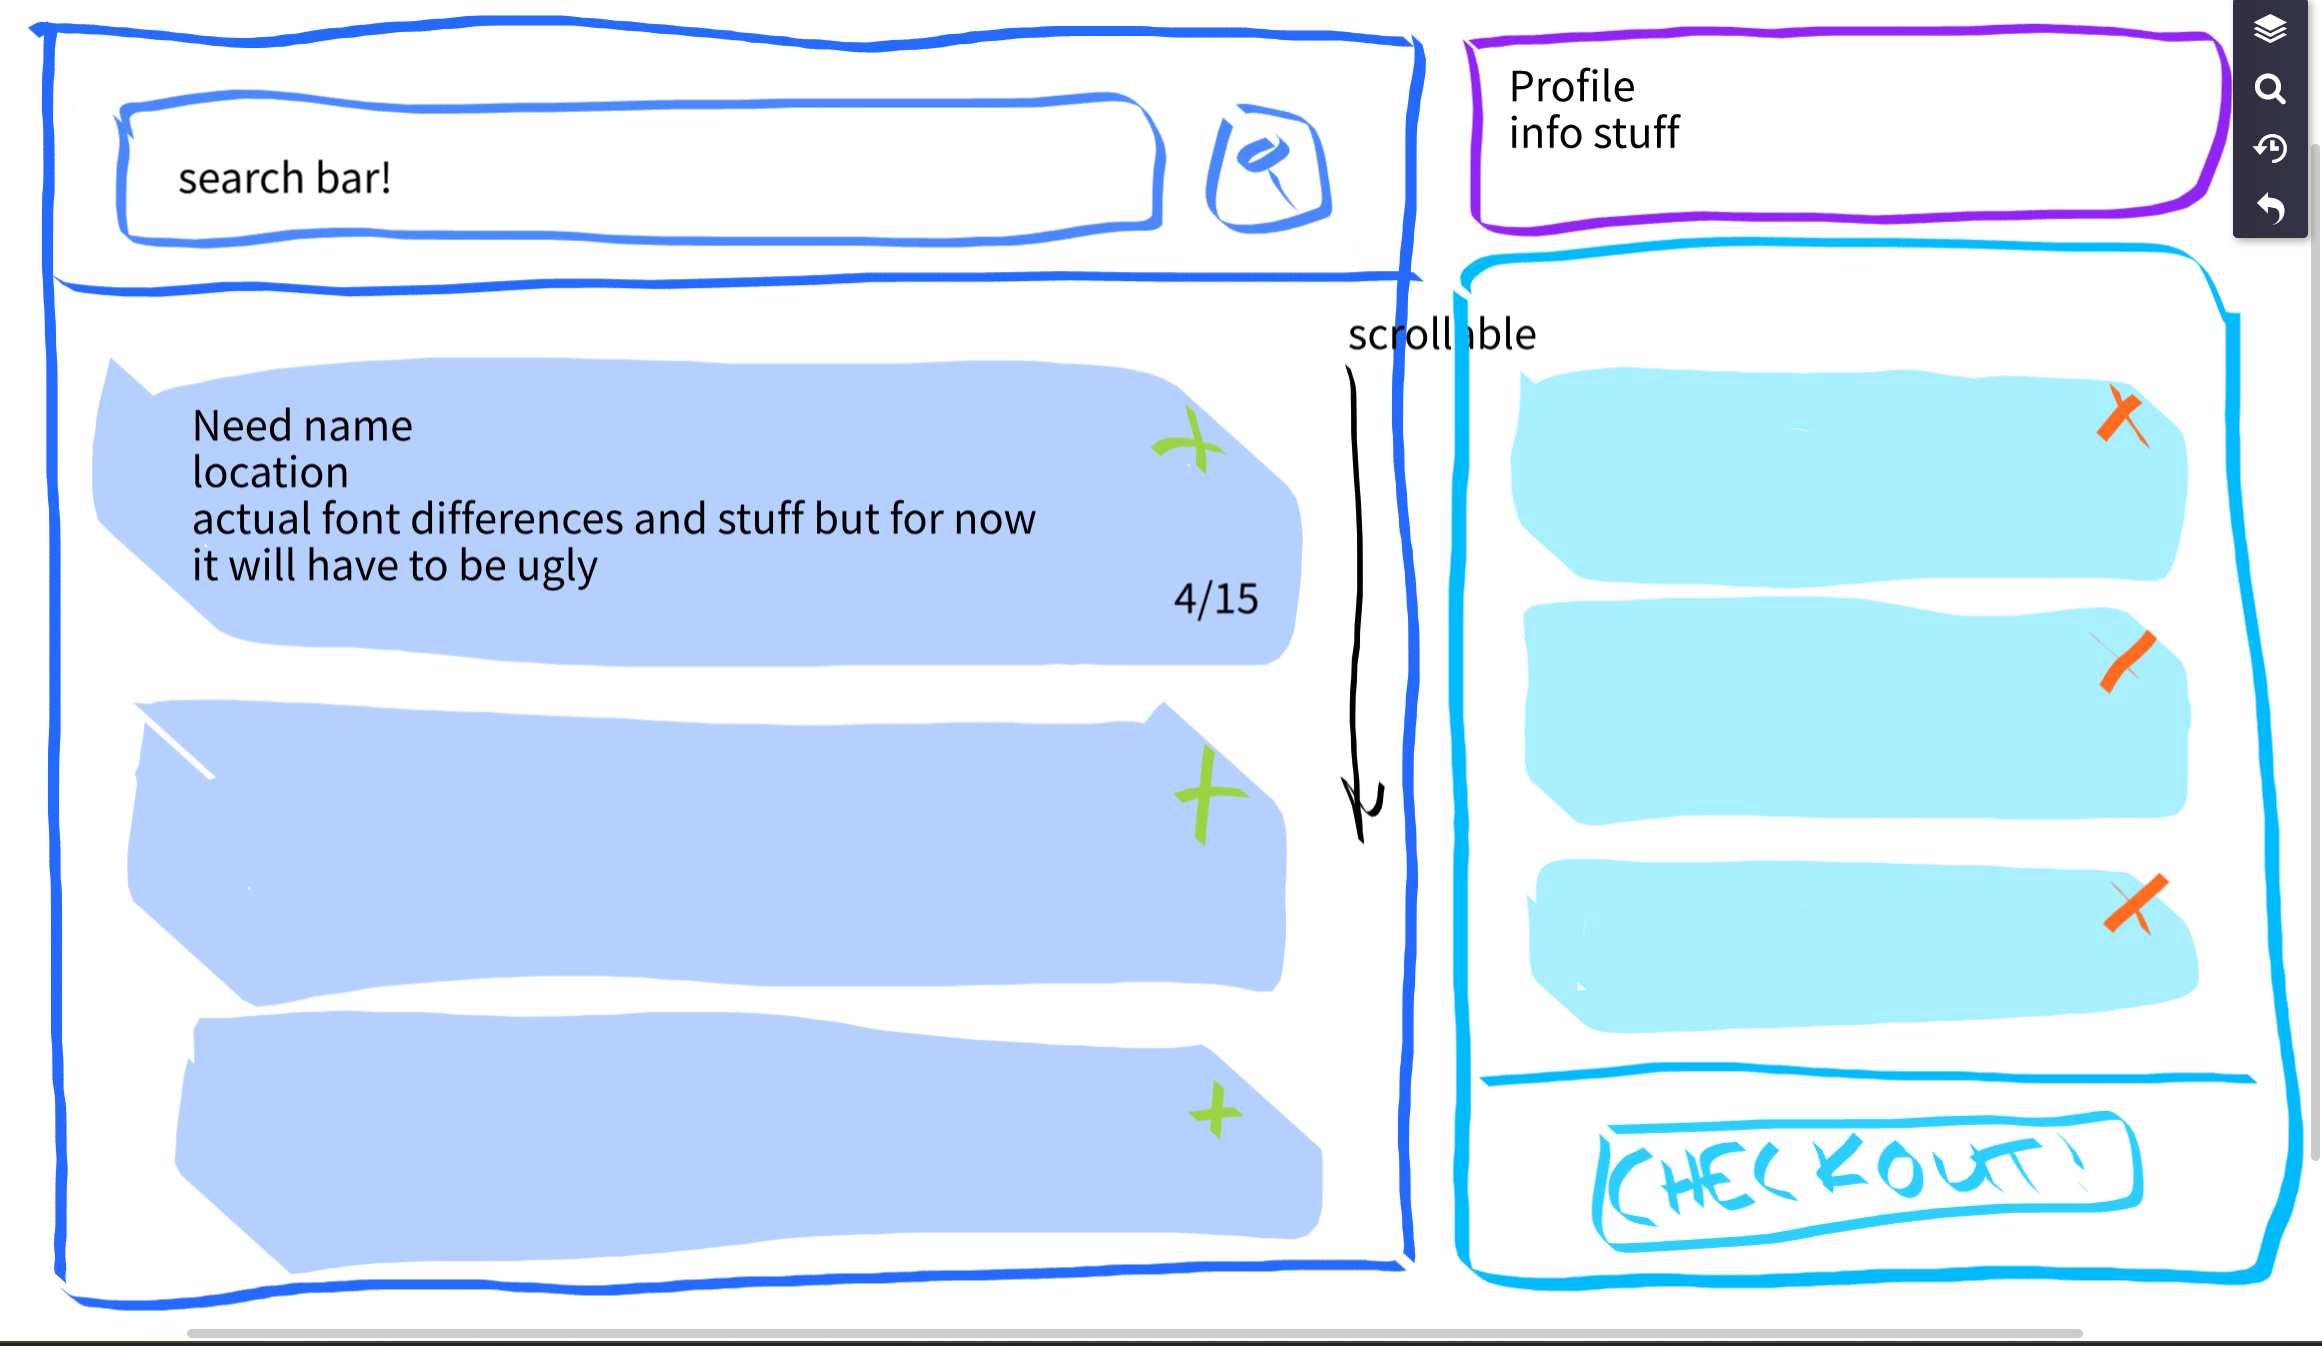 search bar!
Profile
info stuff
scrollable
Need name
location
actual font differences and stuff but for now
it will have to be ugly
4/15
CHECKOUT!